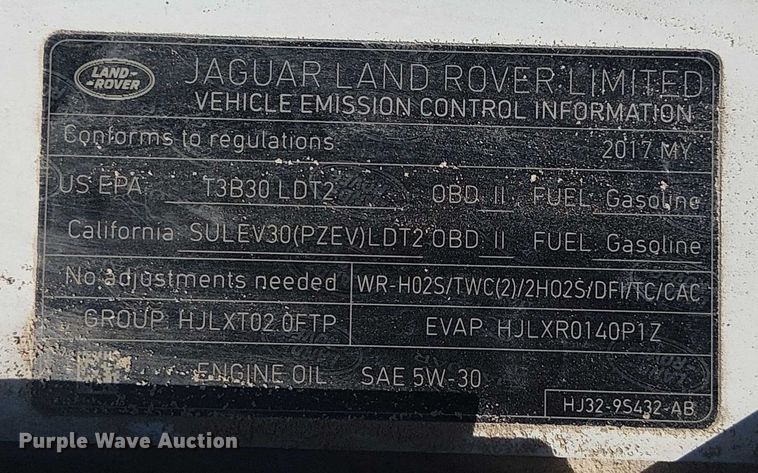 LAND-
-ROVER
JAGUAR LAND ROVER LIMITED
VEHICLE EMISSION CONTROL INFORMATION
Conforms to regulations 2017 MY
US EPA T3B30 LDT2 OBD II FUEL Gasoline
California SULEV30(PZEV)LDT2 OBD II FUEL Gasoline
No adjustments needed WR-HO2S/TWC(2)/2HO2S/DFI/TC/CAC
GROUP HJLXT02.0FTP EVAP HJLXR0140P1Z
ENGINE OIL SAE 5W-30
HJ32-9S432-AB
Purple Wave Auction